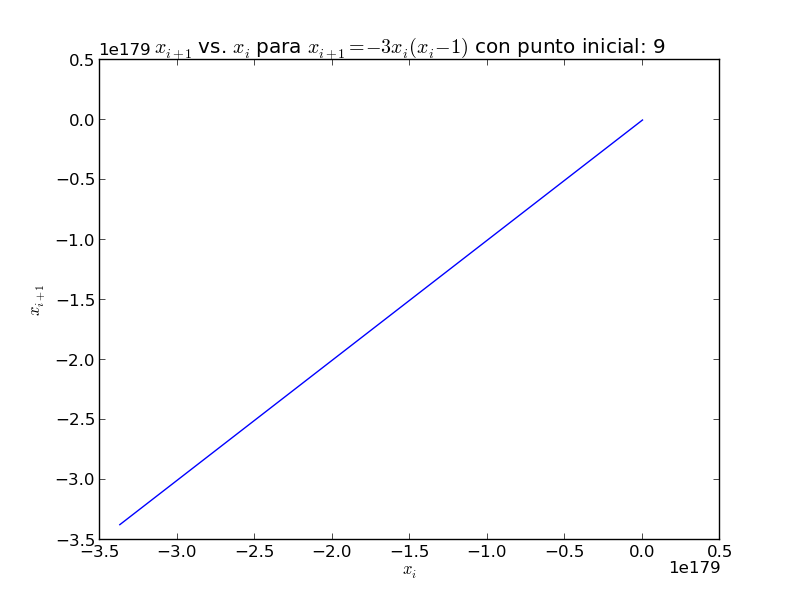 1e179 x_{i+1} vs. x_i para x_{i+1}=−3x_i(x_i−1) con punto inicial: 9
0.5
0.0
−0.5
−1.0
−1.5
−2.0
−2.5
−3.0
−3.5
x_{i+1}
−3.5 −3.0 −2.5 −2.0 −1.5 −1.0 −0.5 0.0 0.5
x_i
1e179